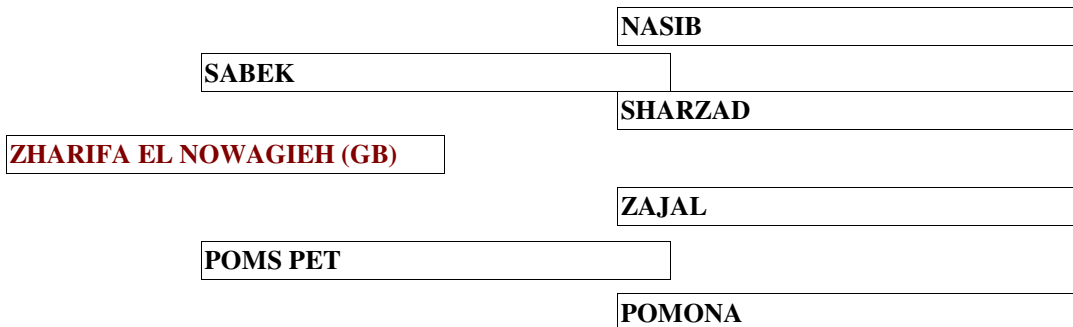 NASIB
SABEK
SHARZAD
ZHARIFA EL NOWAGIEH (GB)
ZAJAL
POMS PET
POMONA